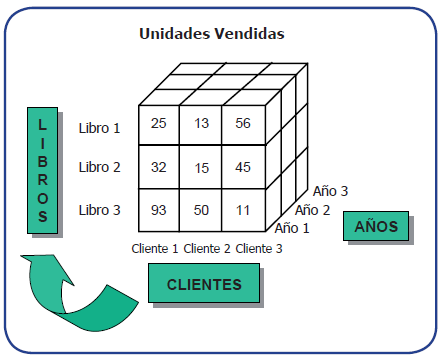 Unidades Vendidas
LIBROS
Libro 1
25 13 56
Libro 2
32 15 45
Libro 3
93 50 11
Año 3
Año 2
Año 1
AÑOS
Cliente 1 Cliente 2 Cliente 3
CLIENTES